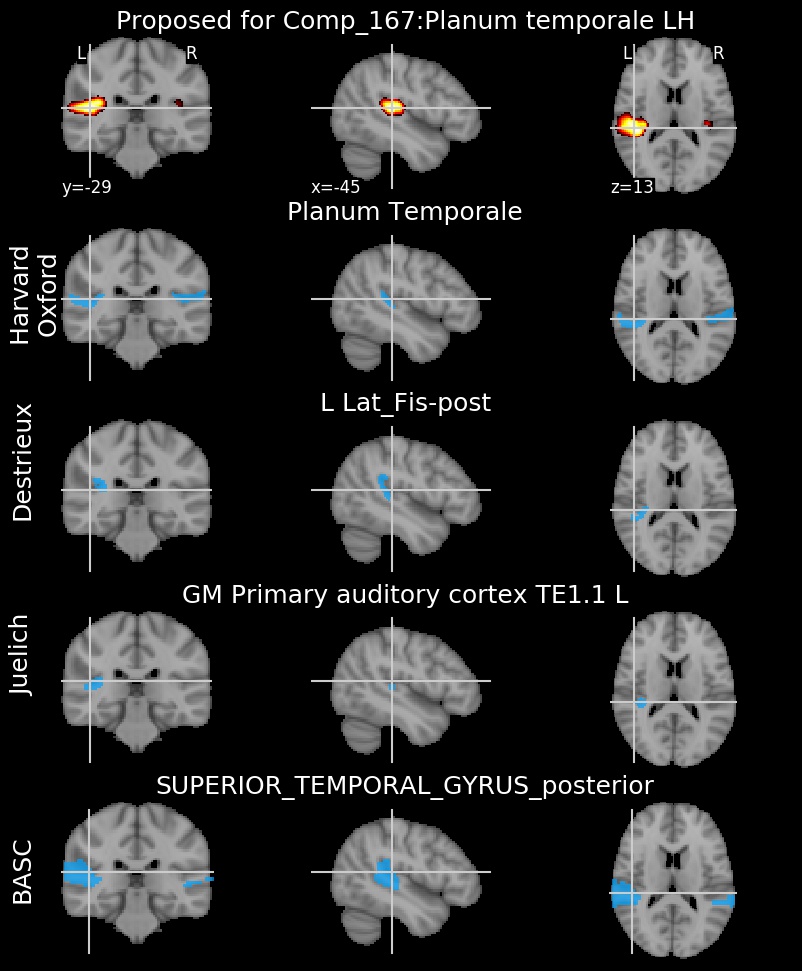 Proposed for Comp_167:Planum temporale LH
L R
L R
y=-29 x=-45 z=13
Planum Temporale
Harvard
Oxford
L Lat_Fis-post
Destrieux
GM Primary auditory cortex TE1.1 L
Juelich
SUPERIOR_TEMPORAL_GYRUS_posterior
BASC